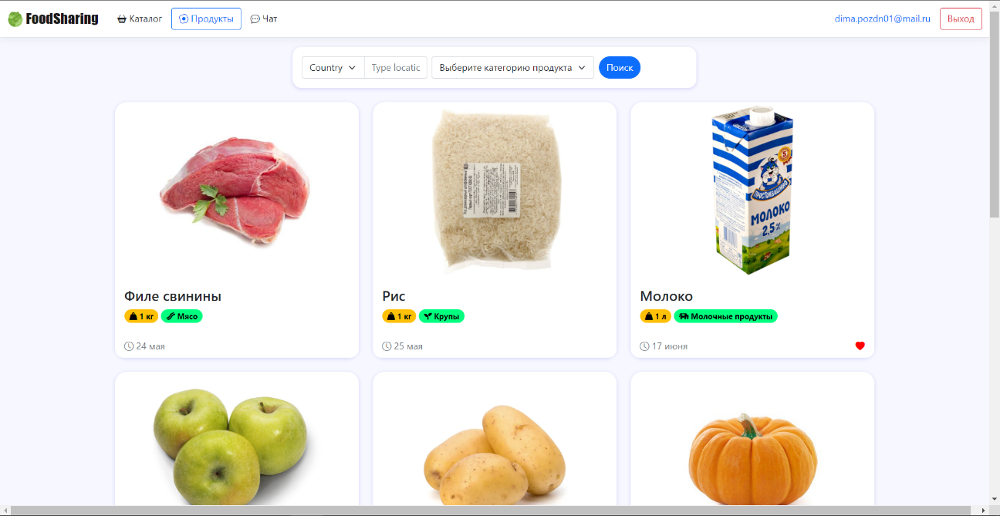 FoodSharing Каталог Продукты Чат dima.pozdn01@mail.ru Выход
Country Type locatic Выберите категорию продукта Поиск
ПРОСТОКВАШИНО
МОЛОКО
2,5%
Филе свинины
1 кг Мясо
24 мая
Рис
1 кг Крупы
25 мая
Молоко
1 л Молочные продукты
17 июня